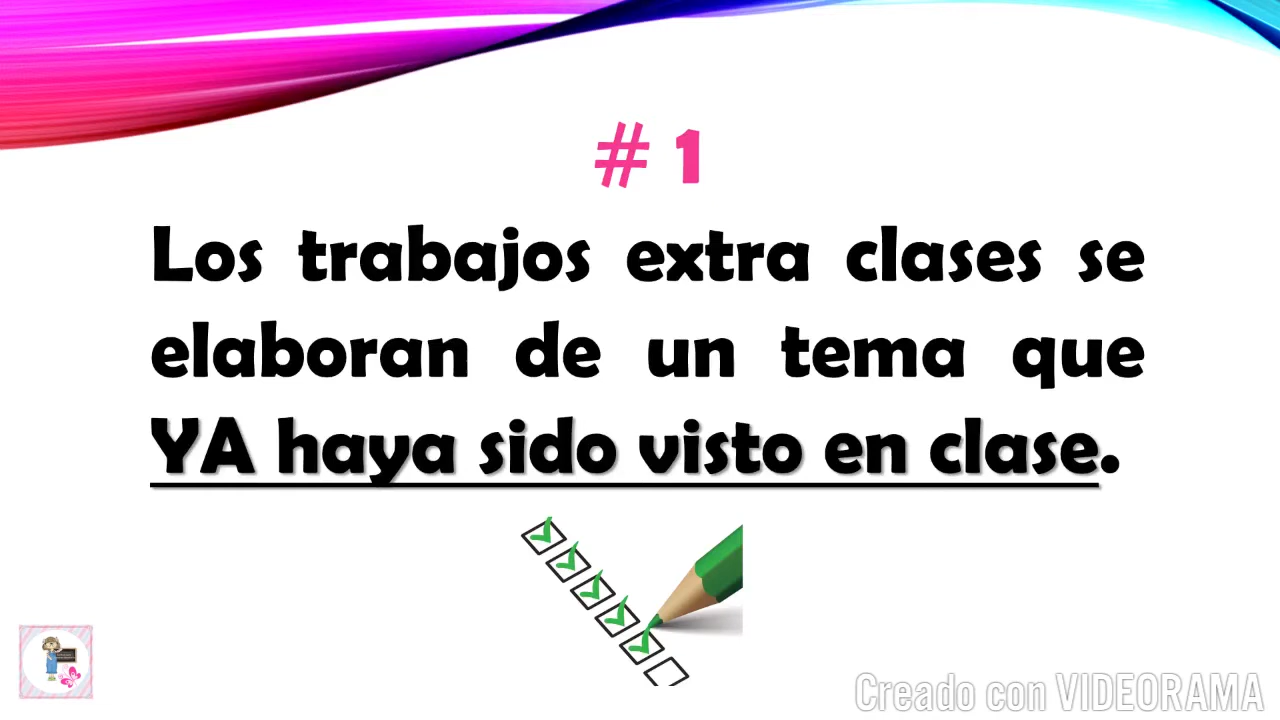 # 1
Los trabajos extra clases se
elaboran de un tema que
YA haya sido visto en clase.
Creado con VIDEORAMA